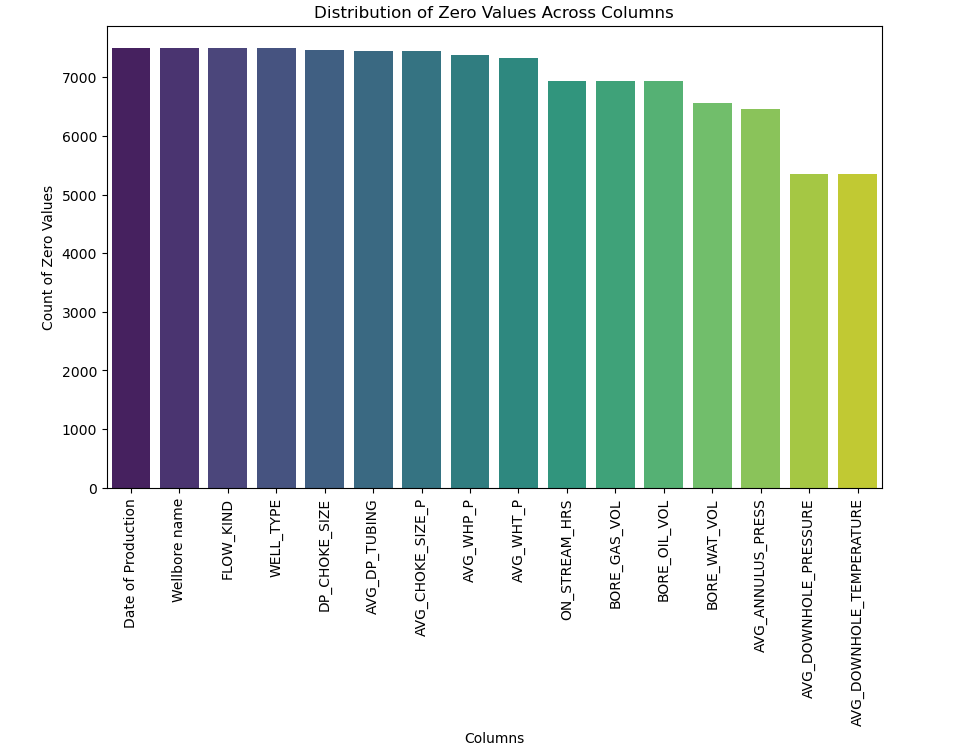 Distribution of Zero Values Across Columns
Count of Zero Values
7000
6000
5000
4000
3000
2000
1000
0
Date of Production
Wellbore name
FLOW_KIND
WELL_TYPE
DP_CHOKE_SIZE
AVG_DP_TUBING
AVG_CHOKE_SIZE_P
AVG_WHP_P
AVG_WHT_P
ON_STREAM_HRS
BORE_GAS_VOL
BORE_OIL_VOL
BORE_WAT_VOL
AVG_ANNULUS_PRESS
AVG_DOWNHOLE_PRESSURE
AVG_DOWNHOLE_TEMPERATURE
Columns